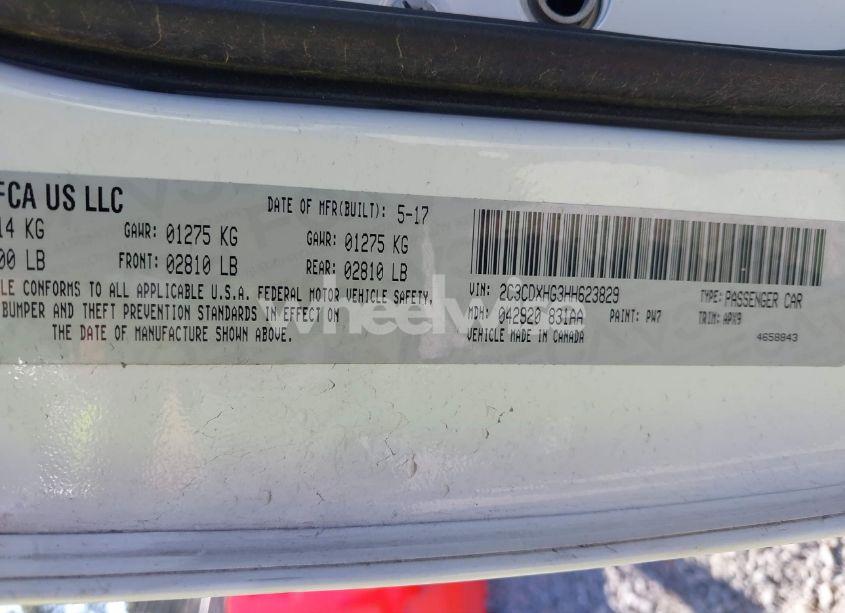 FCA US LLC
DATE OF MFR(BUILT): 5-17
14 KG GAWR: 01275 KG GAWR: 01275 KG
00 LB FRONT: 02810 LB REAR: 02810 LB
LE CONFORMS TO ALL APPLICABLE U.S.A. FEDERAL MOTOR VEHICLE SAFETY,
BUMPER AND THEFT PREVENTION STANDARDS IN EFFECT ON
THE DATE OF MANUFACTURE SHOWN ABOVE.
VIN: 2C3CDXHG3HH623829 TYPE: PASSENGER CAR
MDH: 042920 831AA PAINT: PW7 TRIM: APX9
VEHICLE MADE IN CANADA 4658843